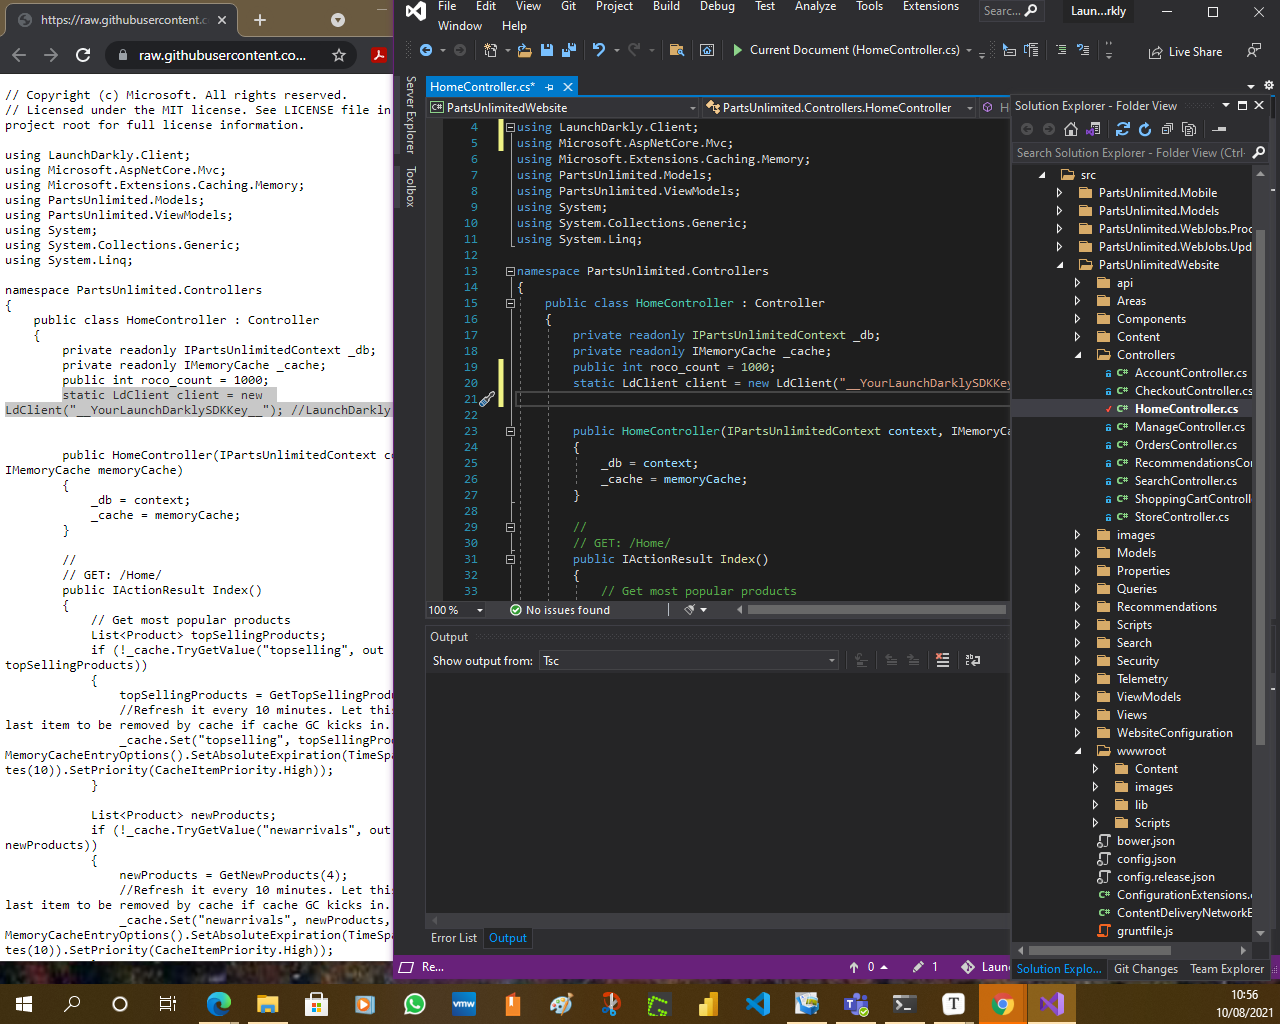 https://raw.githubusercontent.c
raw.githubusercontent.co...
// Copyright (c) Microsoft. All rights reserved.
// Licensed under the MIT license. See LICENSE file in
project root for full license information.
using LaunchDarkly.Client;
using Microsoft.AspNetCore.Mvc;
using Microsoft.Extensions.Caching.Memory;
using PartsUnlimited.Models;
using PartsUnlimited.ViewModels;
using System;
using System.Collections.Generic;
using System.Linq;
namespace PartsUnlimited.Controllers
{
public class HomeController : Controller
{
private readonly IPartsUnlimitedContext _db;
private readonly IMemoryCache _cache;
public int roco_count = 1000;
static LdClient client = new
LdClient("__YourLaunchDarklySDKKey__"); //LaunchDarkly
public HomeController(IPartsUnlimitedContext co
IMemoryCache memoryCache)
{
_db = context;
_cache = memoryCache;
}
//
// GET: /Home/
public IActionResult Index()
{
// Get most popular products
List<Product> topSellingProducts;
if (!_cache.TryGetValue("topselling", out
topSellingProducts))
{
topSellingProducts = GetTopSellingProdu
//Refresh it every 10 minutes. Let this
last item to be removed by cache if cache GC kicks in.
_cache.Set("topselling", topSellingPro
MemoryCacheEntryOptions().SetAbsoluteExpiration(TimeSpa
tes(10)).SetPriority(CacheItemPriority.High));
}
List<Product> newProducts;
if (!_cache.TryGetValue("newarrivals", out
newProducts))
{
newProducts = GetNewProducts(4);
//Refresh it every 10 minutes. Let this
last item to be removed by cache if cache GC kicks in.
_cache.Set("newarrivals", newProducts,
MemoryCacheEntryOptions().SetAbsoluteExpiration(TimeSpa
tes(10)).SetPriority(CacheItemPriority.High));
File Edit View Git Project Build Debug Test Analyze Tools Extensions Searc... Laun...rkly
Window Help
Current Document (HomeController.cs) Live Share
Server Explorer
Toolbox
HomeController.cs*
PartsUnlimitedWebsite PartsUnlimited.Controllers.HomeController H
4 using LaunchDarkly.Client;
5 using Microsoft.AspNetCore.Mvc;
6 using Microsoft.Extensions.Caching.Memory;
7 using PartsUnlimited.Models;
8 using PartsUnlimited.ViewModels;
9 using System;
10 using System.Collections.Generic;
11 using System.Linq;
12
13 namespace PartsUnlimited.Controllers
14 {
15 public class HomeController : Controller
16 {
17 private readonly IPartsUnlimitedContext _db;
18 private readonly IMemoryCache _cache;
19 public int roco_count = 1000;
20 static LdClient client = new LdClient("__YourLaunchDarklySDKKey
21
22
23 public HomeController(IPartsUnlimitedContext context, IMemoryCa
24 {
25 _db = context;
26 _cache = memoryCache;
27 }
28
29 //
30 // GET: /Home/
31 public IActionResult Index()
32 {
33 // Get most popular products
100 % No issues found
Output
Show output from: Tsc
Error List Output
Solution Explorer - Folder View
Search Solution Explorer - Folder View (Ctrl-
src
PartsUnlimited.Mobile
PartsUnlimited.Models
PartsUnlimited.WebJobs.Proc
PartsUnlimited.WebJobs.Upd
PartsUnlimitedWebsite
api
Areas
Components
Content
Controllers
C# AccountController.cs
C# CheckoutController.cs
C# HomeController.cs
C# ManageController.cs
C# OrdersController.cs
C# RecommendationsCon
C# SearchController.cs
C# ShoppingCartControll
C# StoreController.cs
images
Models
Properties
Queries
Recommendations
Scripts
Search
Security
Telemetry
ViewModels
Views
WebsiteConfiguration
wwwroot
Content
images
lib
Scripts
bower.json
config.json
config.release.json
C# ConfigurationExtensions.c
C# ContentDeliveryNetworkE
gruntfile.js
Solution Explo... Git Changes Team Explorer
Re... 0 1 Laun
vmw
T
10:56
10/08/2021